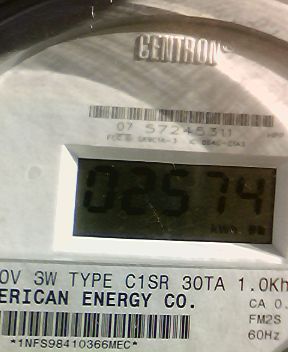 CENTRON®
07 57245311
02574
kWh
0V 3W TYPE C1SR 30TA 1.0Kh
ERICAN ENERGY CO.
CA 0.
FM2S
60Hz
*1NFS98410366MEC*